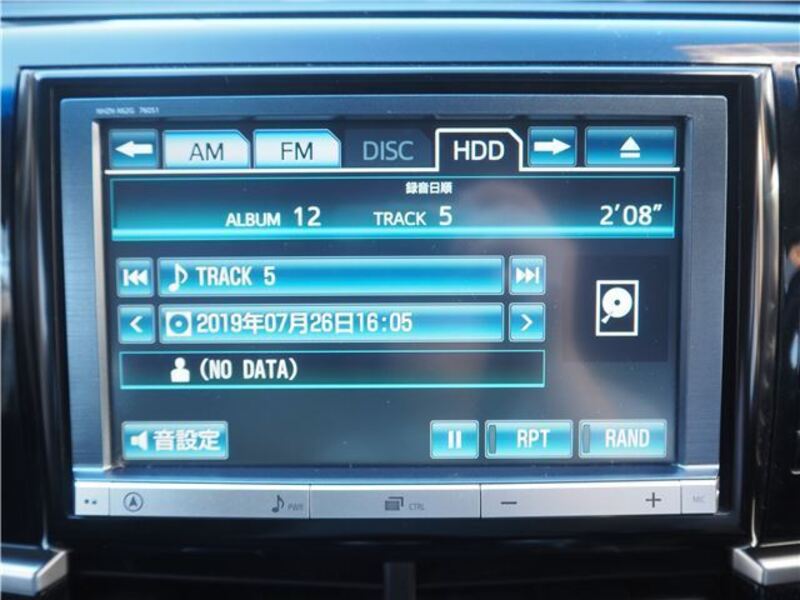 NHZN-N52G 76051
AM FM DISC HDD
録音日順
ALBUM 12 TRACK 5 2'08"
TRACK 5
2019年07月26日16:05
(NO DATA)
音設定 RPT RAND
PWR CTRL − + MIC